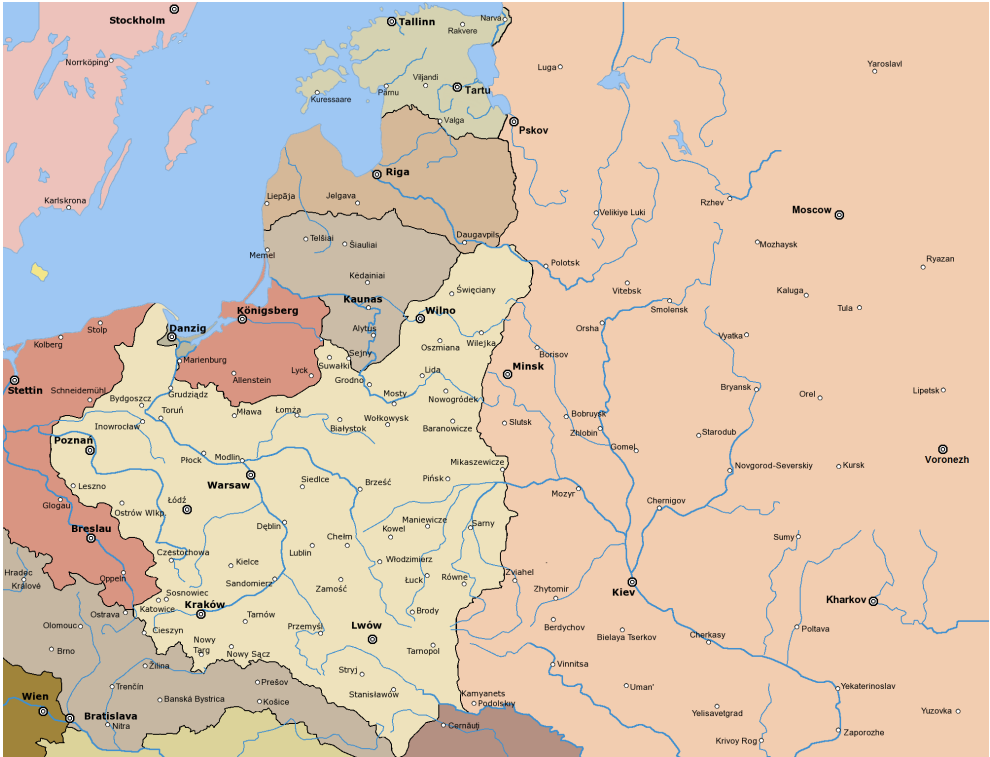 Stockholm
Tallinn
Narva
Rakvere
Norrköping
Luga
Yaroslavl
Viljandi
Pärnu
Tartu
Kuressaare
Valga
Pskov
Riga
Liepāja
Jelgava
Karlskrona
Rzhev
Moscow
Velikiye Luki
Daugavpils
Telšiai
Šiauliai
Mozhaysk
Memel
Polotsk
Ryazan
Kėdainiai
Święciany
Vitebsk
Kaluga
Kaunas
Königsberg
Wilno
Smolensk
Tula
Stolp
Danzig
Alytus
Orsha
Vyatka
Kolberg
Oszmiana
Wilejka
Sejny
Borisov
Marienburg
Suwałki
Minsk
Lyck
Lida
Allenstein
Grodno
Stettin
Schneidemühl
Grudziądz
Mosty
Nowogródek
Bryansk
Orel
Lipetsk
Bydgoszcz
Toruń
Mława
Łomża
Wołkowysk
Bobruysk
Inowrocław
Białystok
Baranowicze
Slutsk
Zhlobin
Starodub
Poznań
Gomel
Płock
Modlin
Mikaszewicze
Voronezh
Warsaw
Siedlce
Brześć
Pińsk
Novgorod-Severskiy
Kursk
Leszno
Mozyr
Glogau
Ostrów Wlkp.
Łódź
Chernigov
Breslau
Dęblin
Maniewicze
Sarny
Kowel
Chełm
Sumy
Częstochowa
Lublin
Hradec
Králové
Kielce
Włodzimierz
Oppeln
Sandomierz
Zamość
Łuck
Równe
Zviahel
Kiev
Sosnowiec
Zhytomir
Kharkov
Katowice
Kraków
Brody
Ostrava
Tarnów
Olomouc
Cieszyn
Przemyśl
Lwów
Berdychov
Bielaya Tserkov
Cherkasy
Poltava
Brno
Nowy
Targ
Nowy Sącz
Tarnopol
Žilina
Stryj
Vinnitsa
Trenčín
Prešov
Uman'
Yekaterinoslav
Wien
Banská Bystrica
Košice
Stanisławów
Kamyanets
Podolskiy
Yelisavetgrad
Yuzovka
Bratislava
Nitra
Cernăuți
Krivoy Rog
Zaporozhe